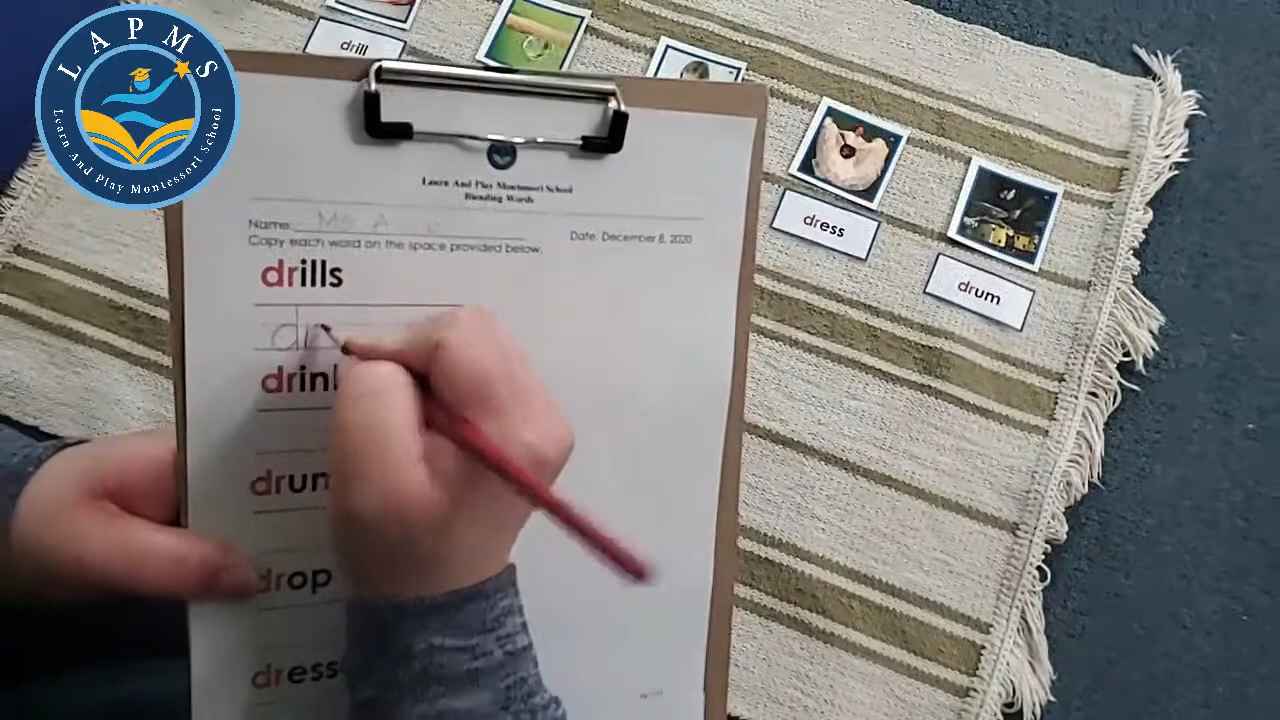 LAPMS
Learn And Play Montessori School
drill
dress
drum
Learn And Play Montessori School
Blending Words
Name:
Date: December 8, 2020
Copy each word on the space provided below.
drills
dr
drin
drum
drop
dress